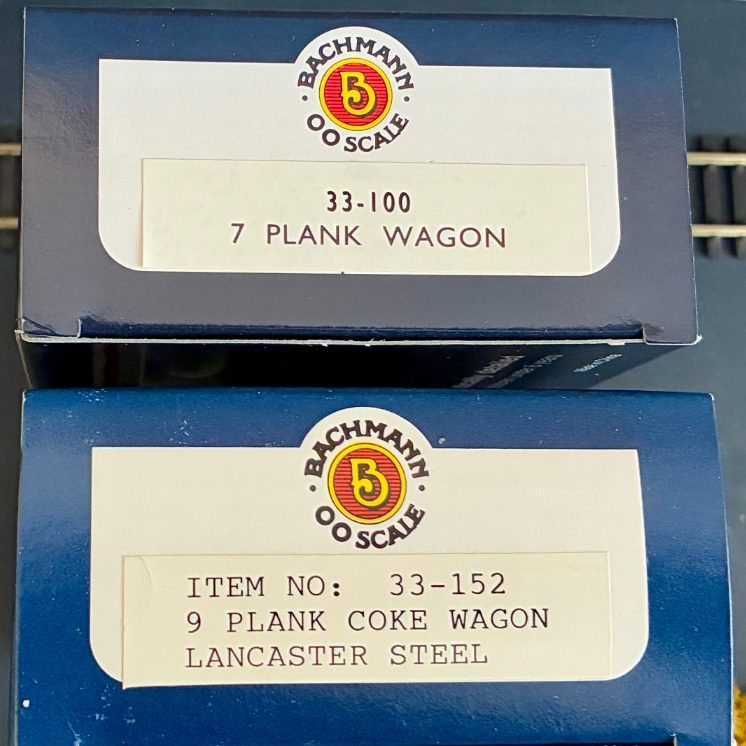 BACHMANN
B
OO SCALE
33-100
7 PLANK WAGON
BACHMANN
B
OO SCALE
ITEM NO: 33-152
9 PLANK COKE WAGON
LANCASTER STEEL